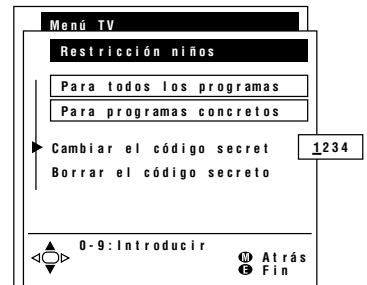 Menú TV
Restricción niños
Para todos los programas
Para programas concretos
Cambiar el código secret 1234
Borrar el código secreto
0-9:Introducir
M Atrás
E Fin